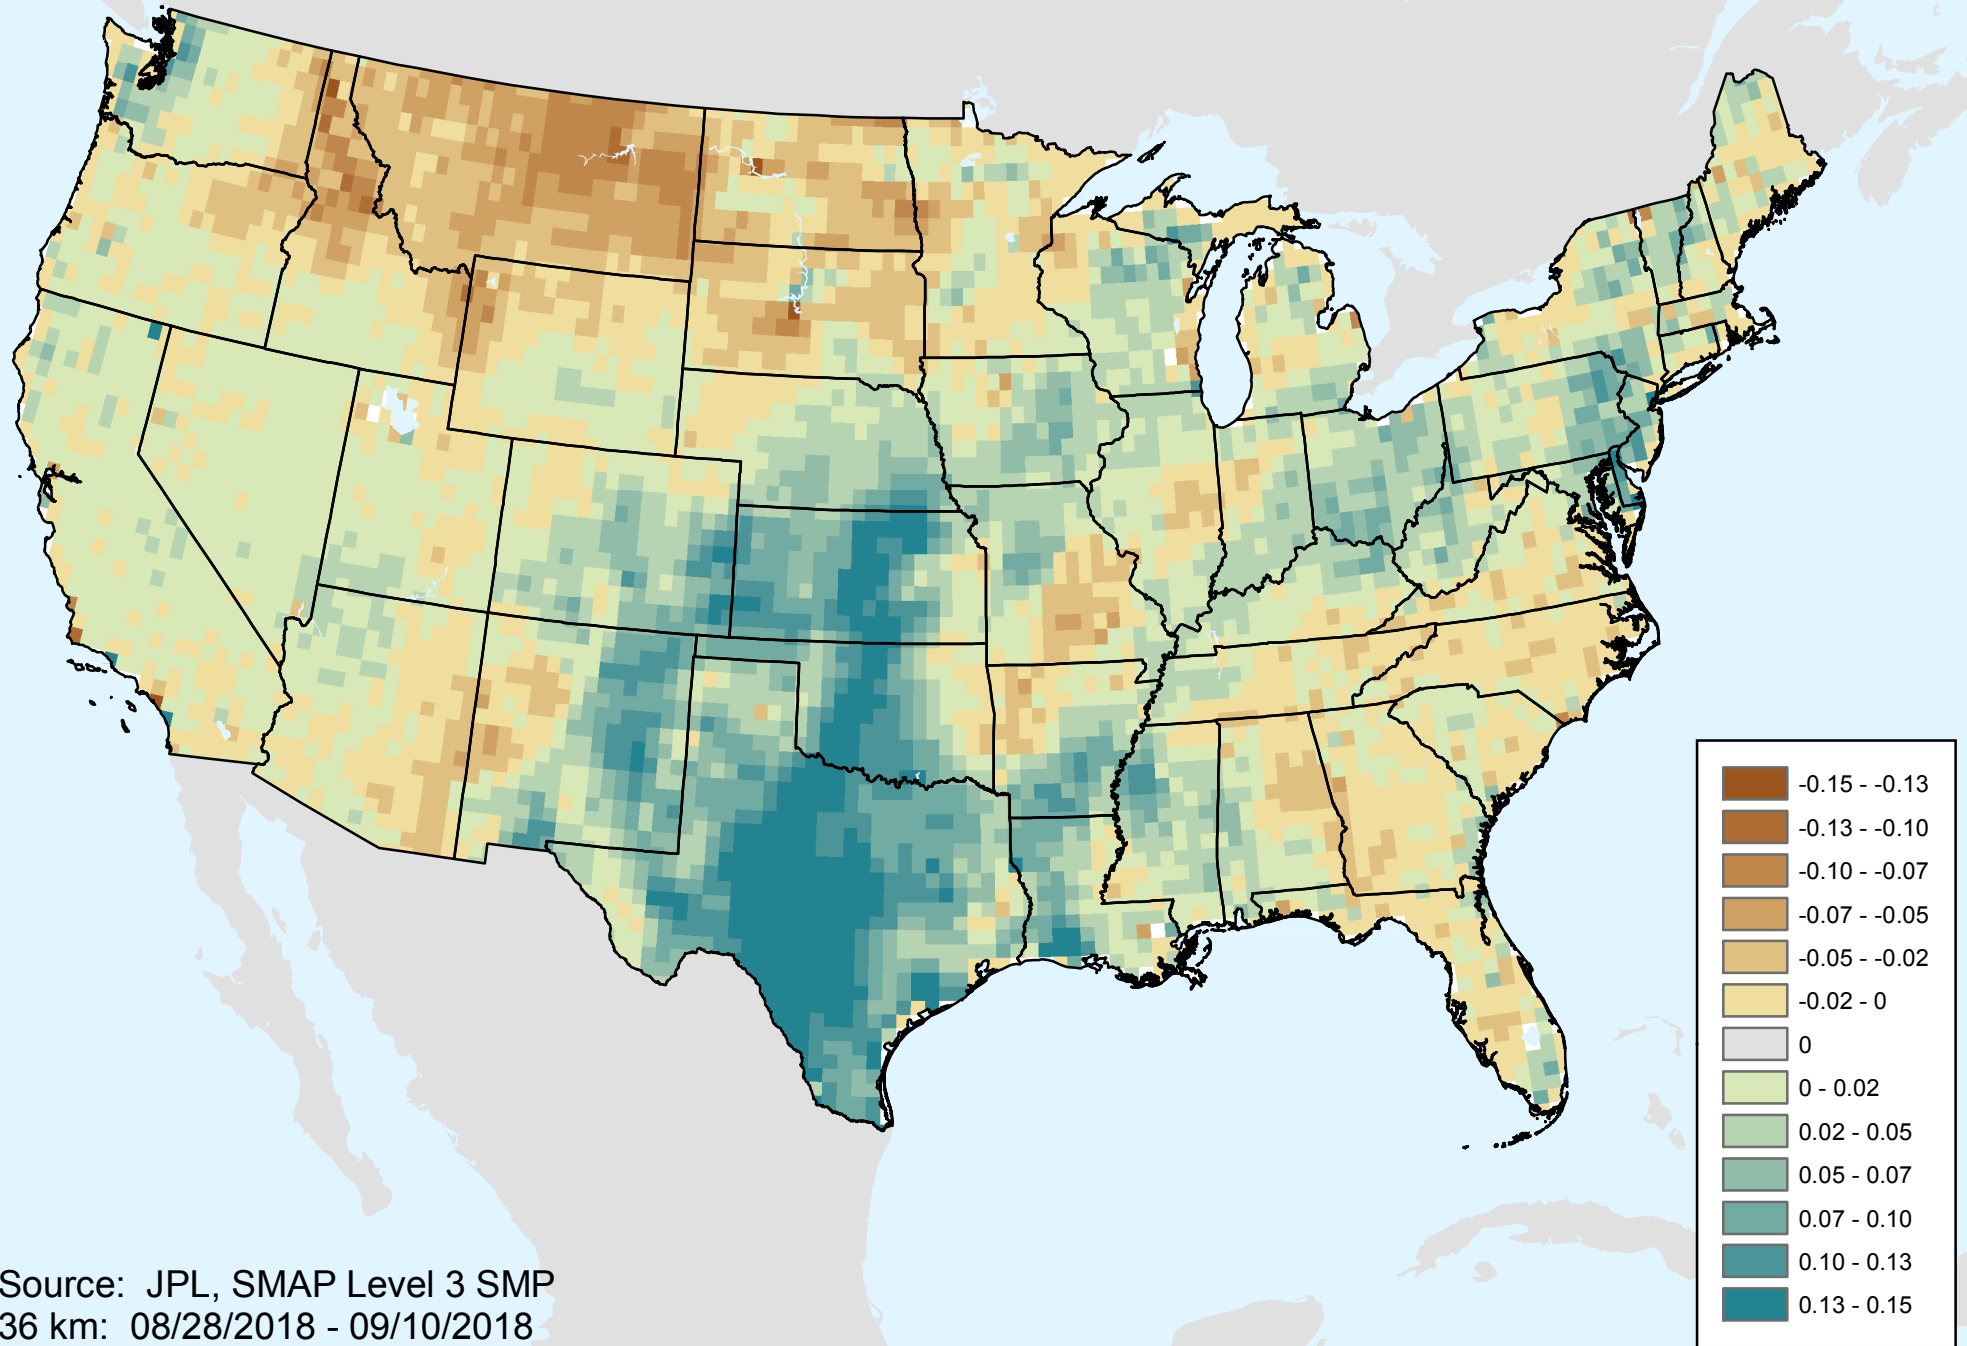 -0.15 - -0.13
-0.13 - -0.10
-0.10 - -0.07
-0.07 - -0.05
-0.05 - -0.02
-0.02 - 0
0
0 - 0.02
0.02 - 0.05
0.05 - 0.07
0.07 - 0.10
0.10 - 0.13
0.13 - 0.15
Source: JPL, SMAP Level 3 SMP
36 km: 08/28/2018 - 09/10/2018